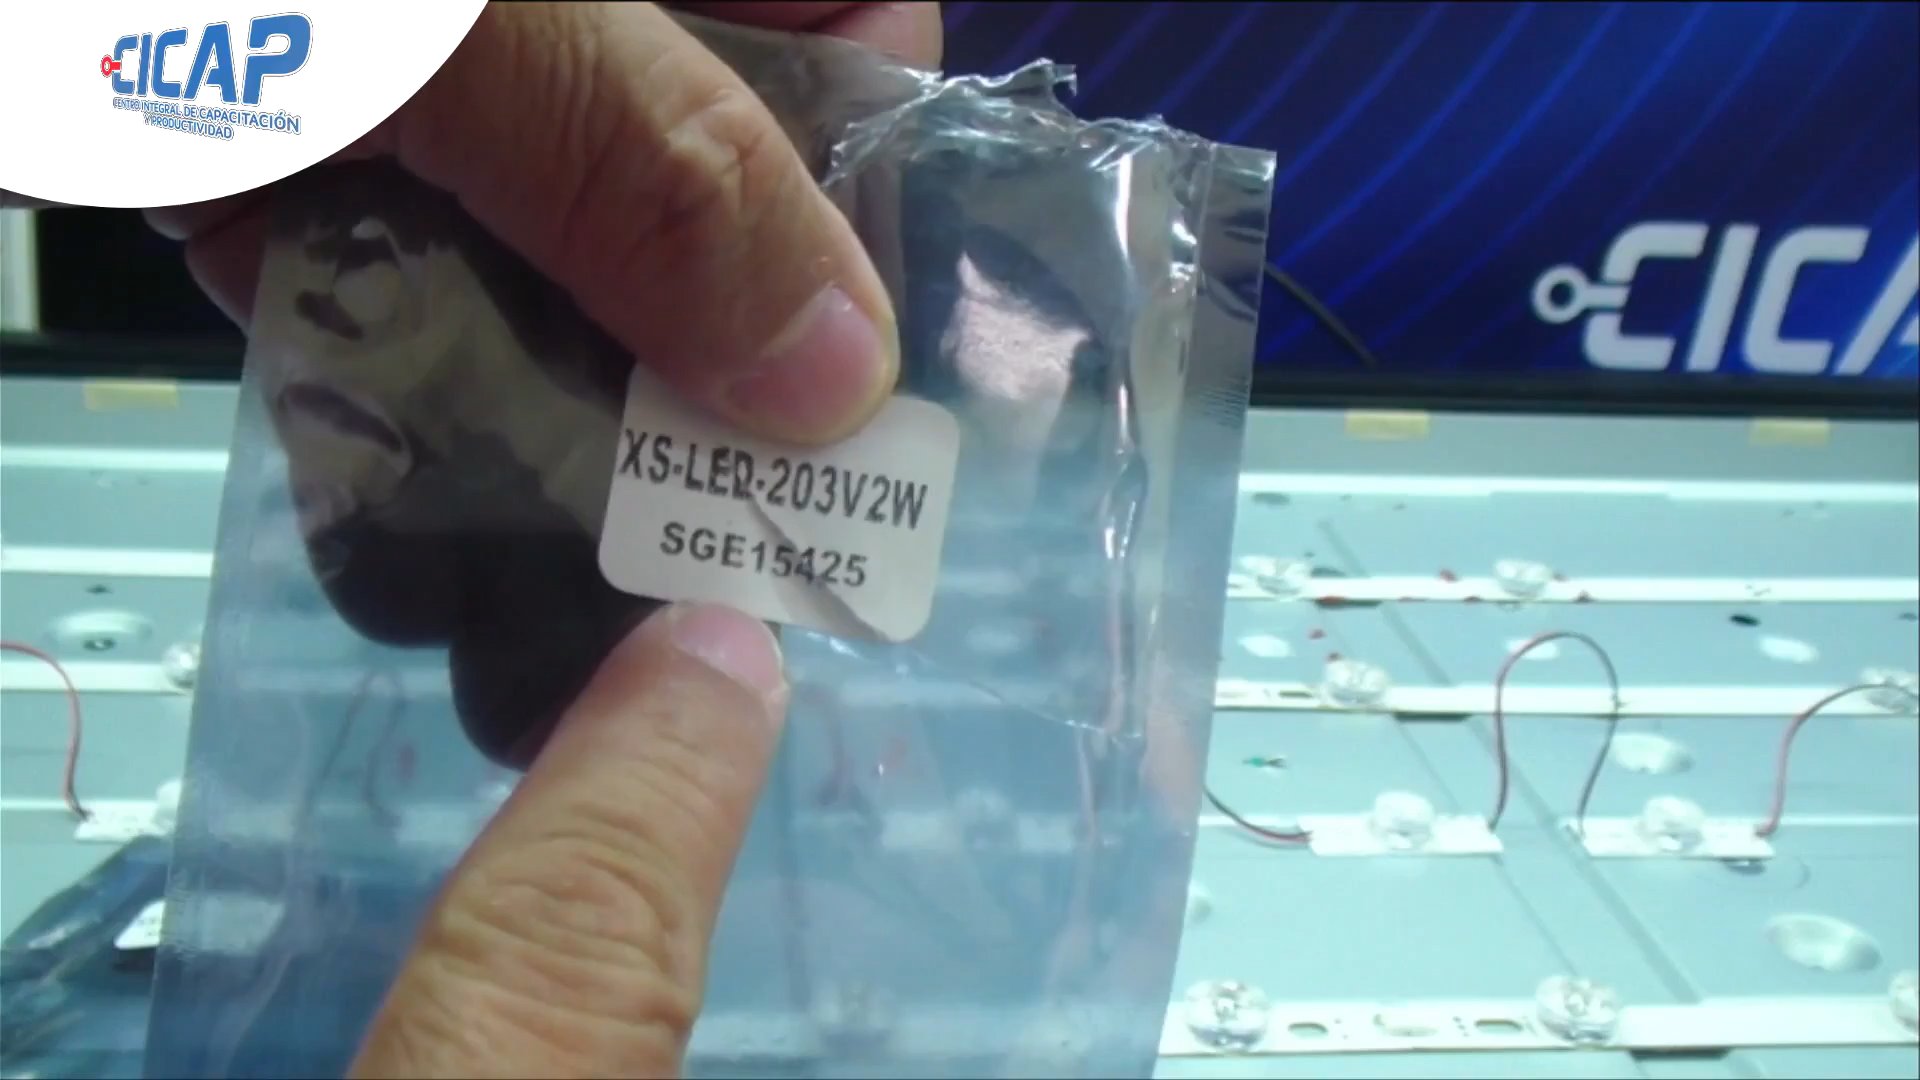 CICAP
CENTRO INTEGRAL DE CAPACITACIÓN
Y PRODUCTIVIDAD
CICA
XS-LED-203V2W
SGE15425